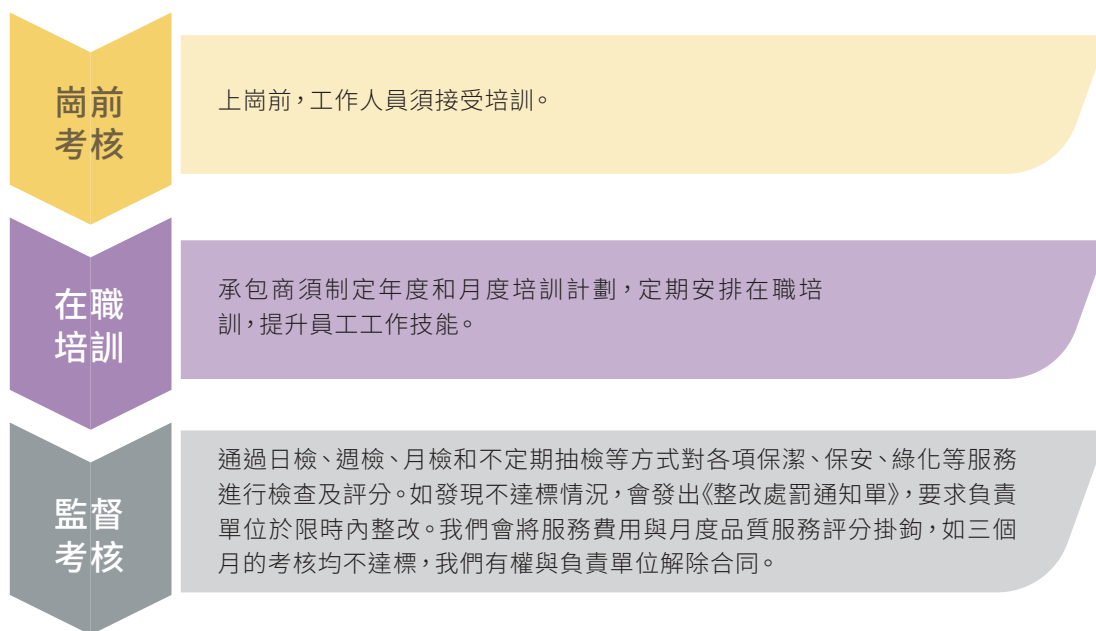 崗前
考核
上崗前，工作人員須接受培訓。
在職
培訓
承包商須制定年度和月度培訓計劃，定期安排在職培
訓，提升員工工作技能。
監督
考核
通過日檢、週檢、月檢和不定期抽檢等方式對各項保潔、保安、綠化等服務
進行檢查及評分。如發現不達標情況，會發出《整改處罰通知單》，要求負責
單位於限時內整改。我們會將服務費用與月度品質服務評分掛鈎，如三個
月的考核均不達標，我們有權與負責單位解除合同。